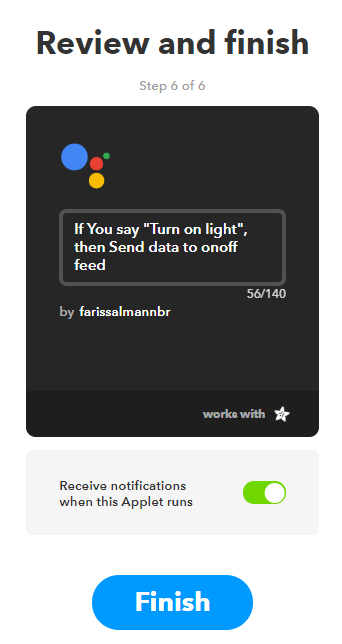 Review and finish
Step 6 of 6
If You say "Turn on light",
then Send data to onoff
feed
56/140
by farissalmannbr
works with
Receive notifications
when this Applet runs
Finish